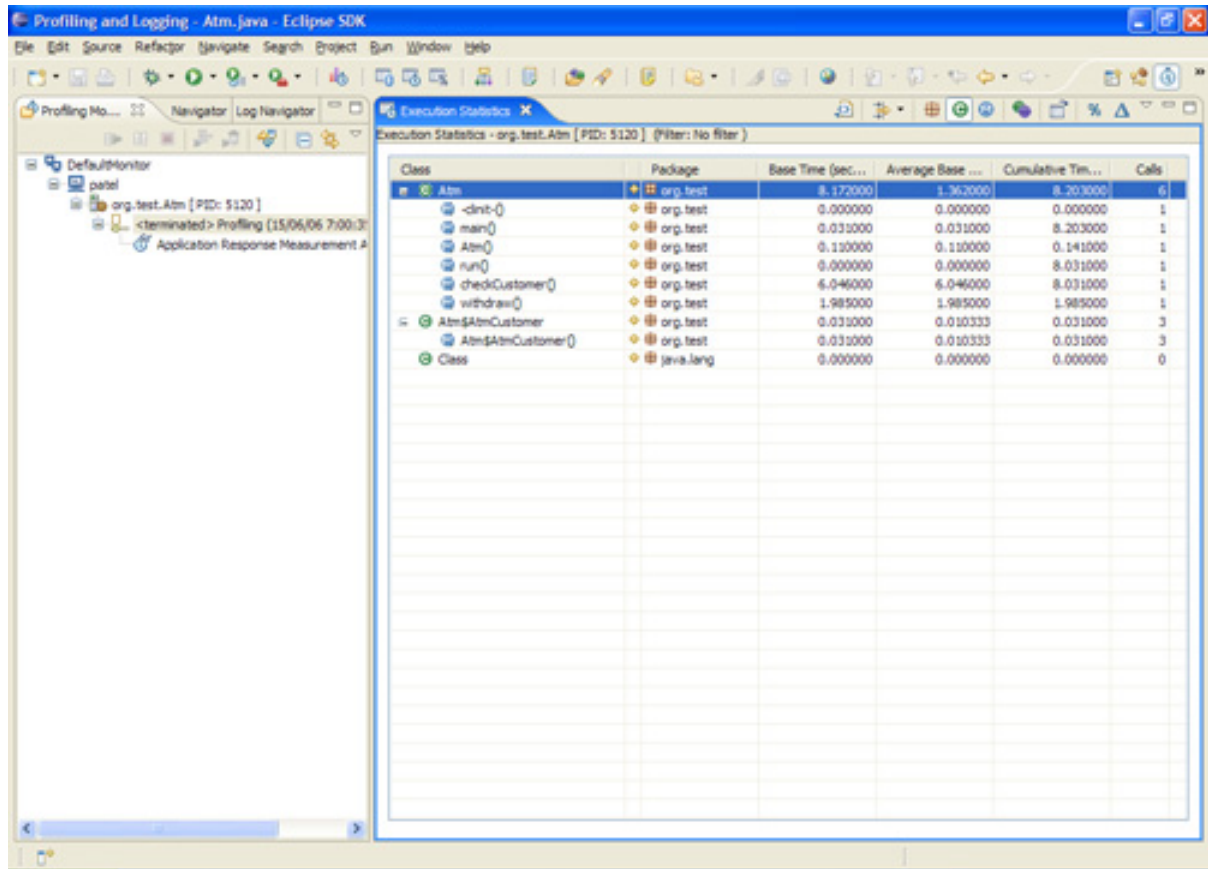 Profiling and Logging - Atm.java - Eclipse SDK
File Edit Source Refactor Navigate Search Project Run Window Help
Profiling Mo... Navigator Log Navigator
Execution Statistics
Execution Statistics - org.test.Atm [ PID: 5120 ] (Filter: No filter )
DefaultMonitor
patel
org.test.Atm [ PID: 5120 ]
<terminated> Profiling (15/06/06 7:00:3
Application Response Measurement A
Class Package Base Time (sec... Average Base ... Cumulative Tim... Calls
Atm org.test 8.172000 1.362000 8.203000 6
-clinit-() org.test 0.000000 0.000000 0.000000 1
main() org.test 0.031000 0.031000 8.203000 1
Atm() org.test 0.110000 0.110000 0.141000 1
run() org.test 0.000000 0.000000 8.031000 1
checkCustomer() org.test 6.046000 6.046000 8.031000 1
withdraw() org.test 1.985000 1.985000 1.985000 1
Atm$AtmCustomer org.test 0.031000 0.010333 0.031000 3
Atm$AtmCustomer() org.test 0.031000 0.010333 0.031000 3
Class java.lang 0.000000 0.000000 0.000000 0